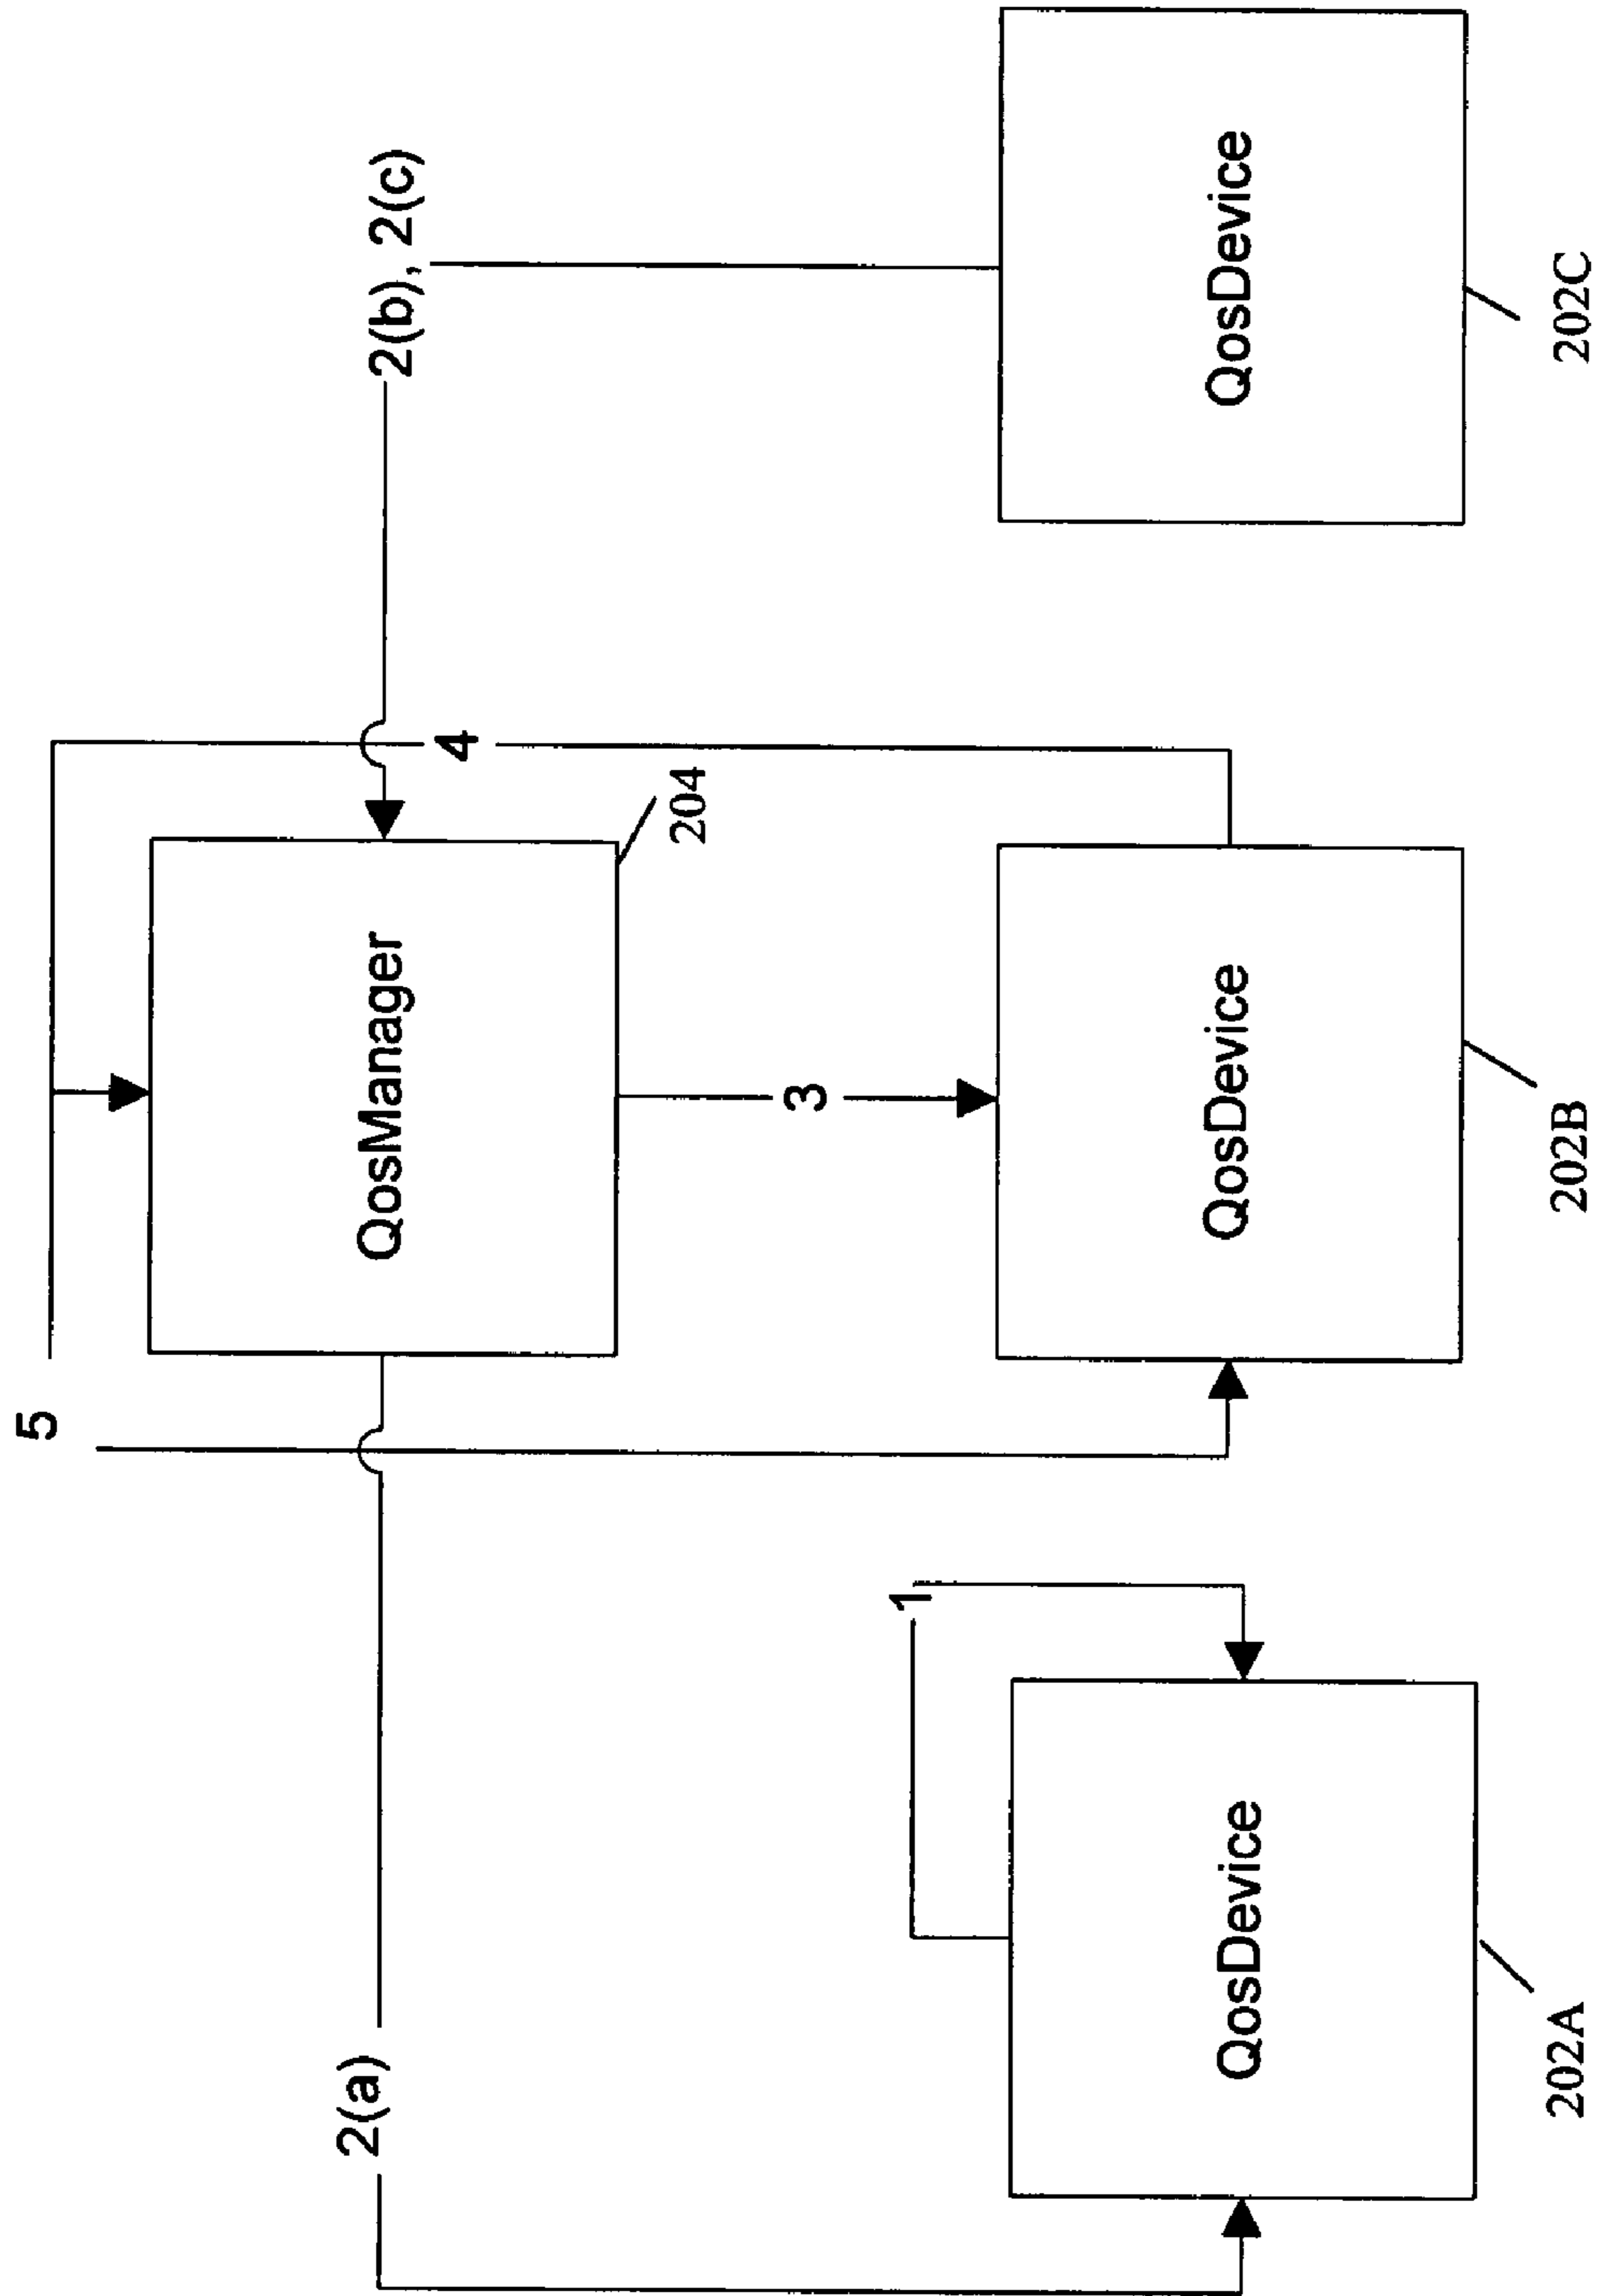 5
2(a)
2(b), 2(c)
4
QosManager
204
3
1
QosDevice
QosDevice
QosDevice
202A
202B
202C